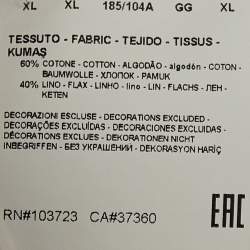 XL XL 185/104A GG XL
TESSUTO - FABRIC - TEJIDO - TISSUS -
KUMAŞ
60% COTONE - COTTON - ALGODÃO - algodón - COTON
- BAUMWOLLE - ХЛОПОК - PAMUK
40% LINO - FLAX - LINHO - lino - LIN - FLACHS - ЛЕН -
KETEN
DECORAZIONI ESCLUSE - DECORATIONS EXCLUDED -
DECORAÇÕES EXCLUÍDAS - DECORACIONES EXCLUIDAS
- DÉCORATIONS EXCLUES - DEKORATIONEN NICHT
INBEGRIFFEN - БЕЗ УКРАШЕНИЙ - DEKORASYON HARİÇ
RN#103723 CA#37360
EAC